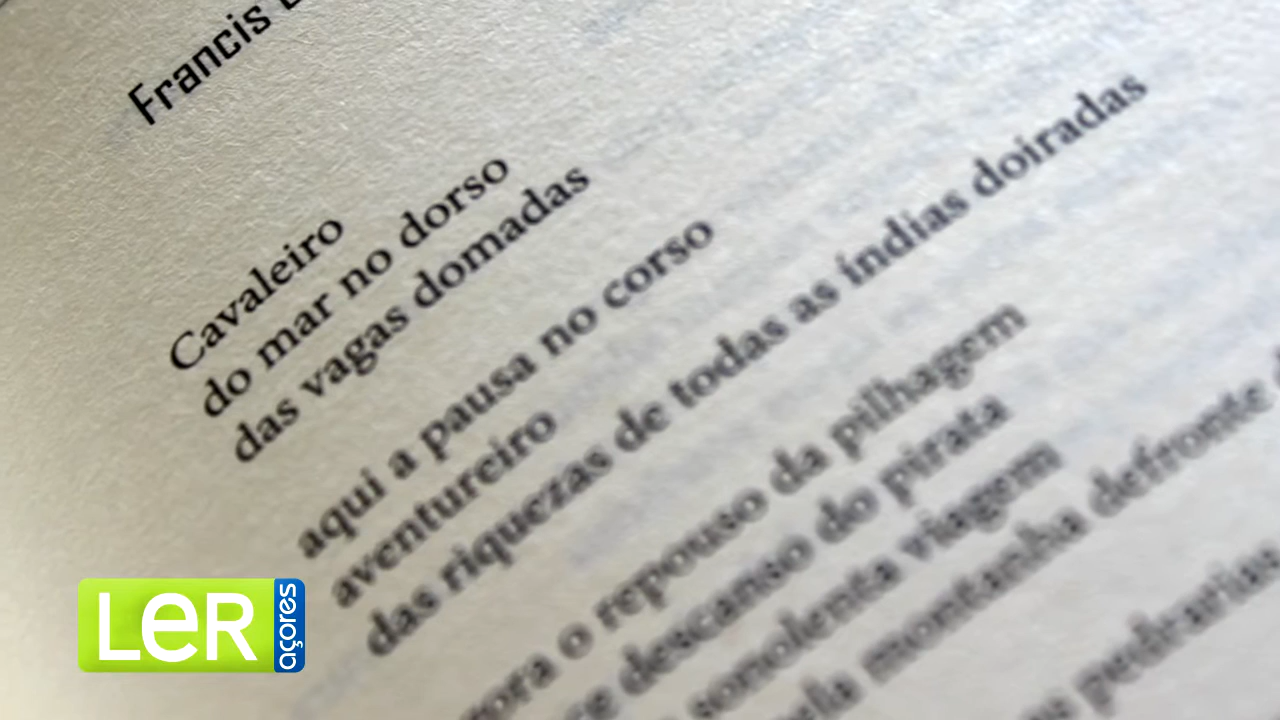 Francis
Cavaleiro
do mar no dorso
das vagas domadas
aqui a pausa no corso
aventureiro
das riquezas de todas as índias doiradas
o repouso da pilhagem
descanso do pirata
sonolenta viagem
montanha defronte
pedrarias
LeR
açores